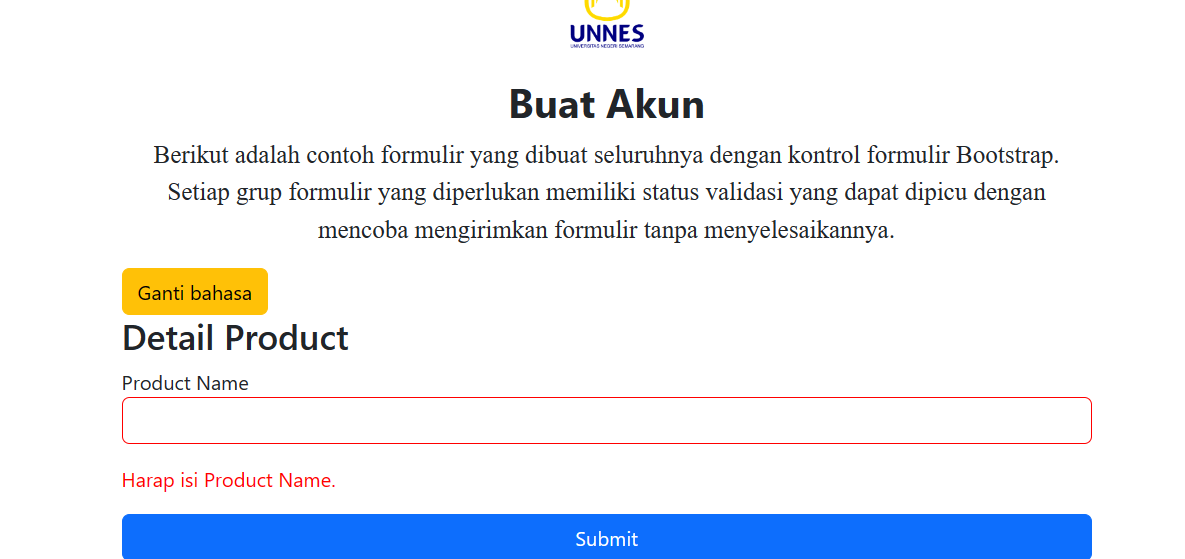 UNNES
UNIVERSITAS NEGERI SEMARANG
Buat Akun
Berikut adalah contoh formulir yang dibuat seluruhnya dengan kontrol formulir Bootstrap.
Setiap grup formulir yang diperlukan memiliki status validasi yang dapat dipicu dengan
mencoba mengirimkan formulir tanpa menyelesaikannya.
Ganti bahasa
Detail Product
Product Name
Harap isi Product Name.
Submit